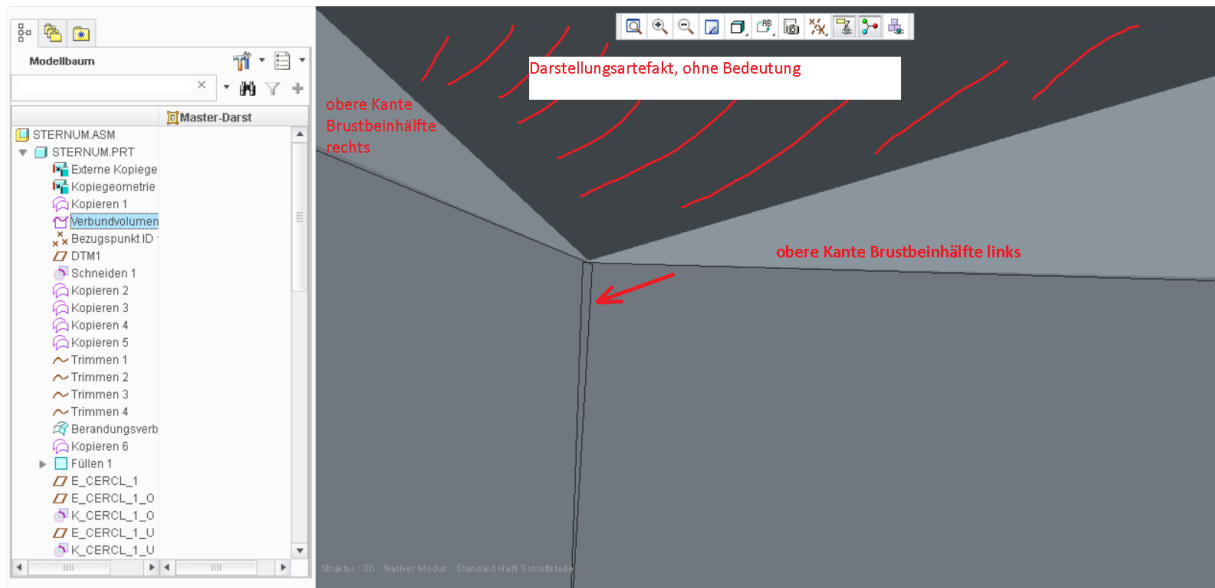 Modellbaum
Master-Darst
STERNUM.ASM
STERNUM.PRT
Externe Kopiege
Kopiegeometrie
Kopieren 1
Verbundvolumen
Bezugspunkt ID
DTM1
Schneiden 1
Kopieren 2
Kopieren 3
Kopieren 4
Kopieren 5
Trimmen 1
Trimmen 2
Trimmen 3
Trimmen 4
Berandungsverb
Kopieren 6
Füllen 1
E_CERCL_1
E_CERCL_1_O
K_CERCL_1_O
E_CERCL_1_U
K_CERCL_1_U
Darstellungsartefakt, ohne Bedeutung
obere Kante
Brustbeinhälfte
rechts
obere Kante Brustbeinhälfte links
Struktur : 3D : Nativer Modus : Standard Haft Schnittstelle